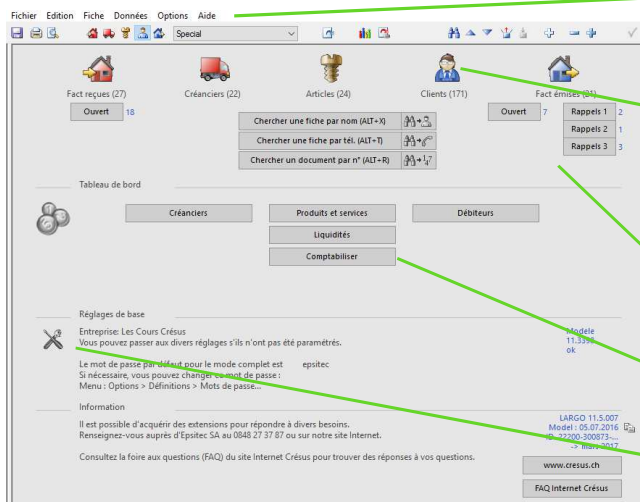 Fichier Edition Fiche Données Options Aide
Special
Fact reçues (27) Créanciers (22) Articles (24) Clients (171) Fact émises (81)
Ouvert 18 Ouvert 7 Rappels 1 2
Chercher une fiche par nom (ALT+X)
Rappels 2 1
Chercher une fiche par tél. (ALT+T)
Rappels 3 3
Chercher un document par n° (ALT+R)
Tableau de bord
Créanciers Produits et services Débiteurs
Liquidités
Comptabiliser
Réglages de base
Entreprise: Les Cours Crésus Modèle
Vous pouvez passer aux divers réglages s'ils n'ont pas été paramétrés.
ok
Le mot de passe par défaut pour le mode complet est epsitec
Si nécessaire, vous pouvez changer ce mot de passe :
Menu : Options > Définitions > Mots de passe...
Information
Il est possible d'acquérir des extensions pour répondre à divers besoins. LARGO 11.5.007
Renseignez-vous auprès d'Epsitec SA au 0848 27 37 87 ou sur notre site Internet. Model : 05.07.2016
22200-300873-...
-> mars 2017
Consultez la foire aux questions (FAQ) du site Internet Crésus pour trouver des réponses à vos questions.
www.cresus.ch
FAQ Internet Crésus